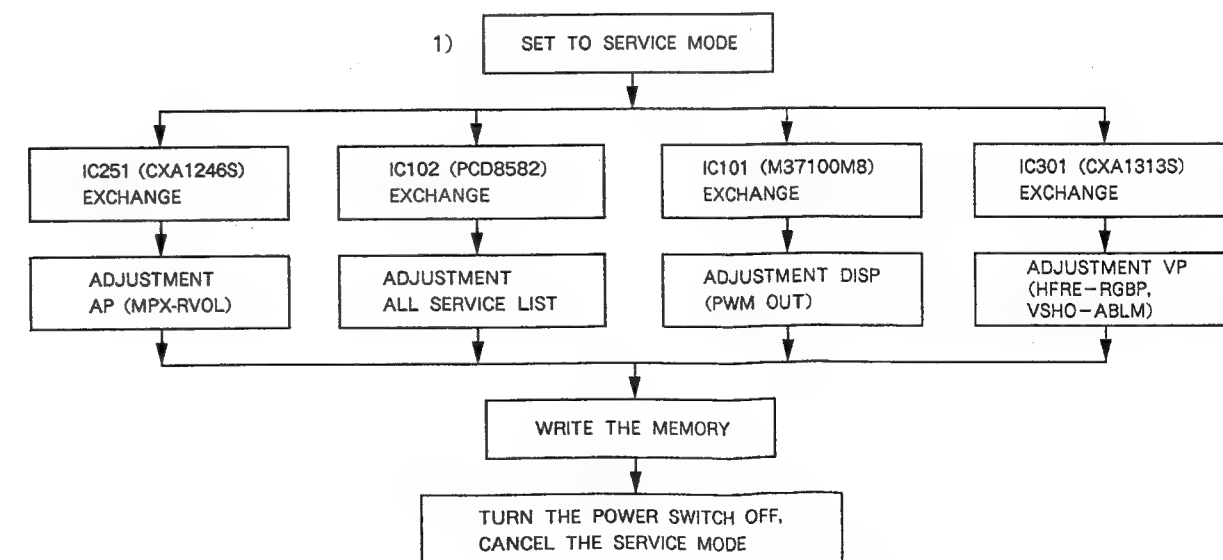 1)
SET TO SERVICE MODE
IC251 (CXA1246S)
EXCHANGE
IC102 (PCD8582)
EXCHANGE
IC101 (M37100M8)
EXCHANGE
IC301 (CXA1313S)
EXCHANGE
ADJUSTMENT
AP (MPX-RVOL)
ADJUSTMENT
ALL SERVICE LIST
ADJUSTMENT DISP
(PWM OUT)
ADJUSTMENT VP
(HFRE-RGBP,
VSHO-ABLM)
WRITE THE MEMORY
TURN THE POWER SWITCH OFF,
CANCEL THE SERVICE MODE